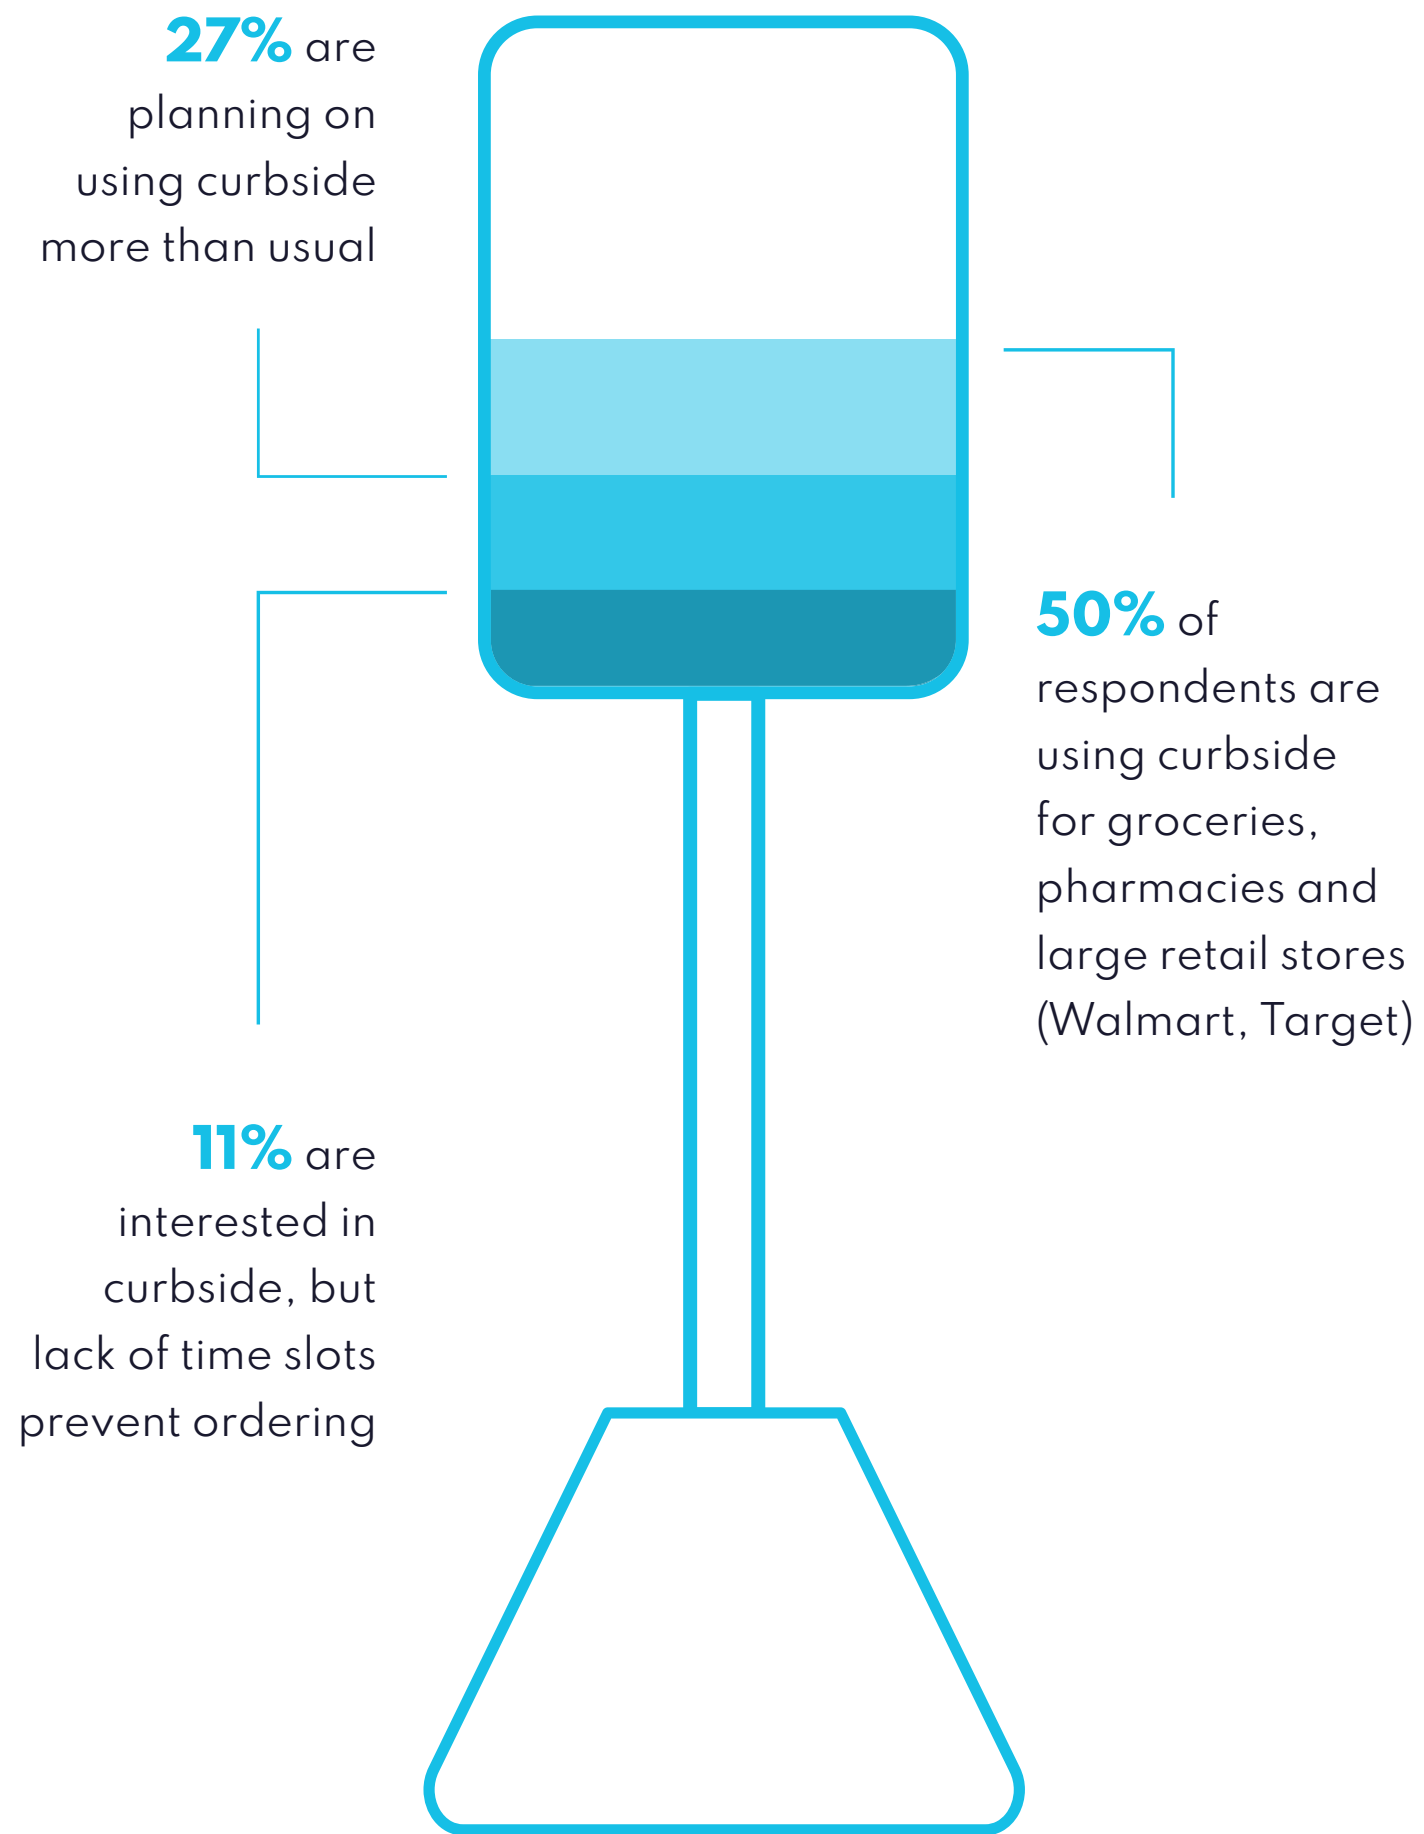 27% are
planning on
using curbside
more than usual
50% of
respondents are
using curbside
for groceries,
pharmacies and
large retail stores
(Walmart, Target)
11% are
interested in
curbside, but
lack of time slots
prevent ordering